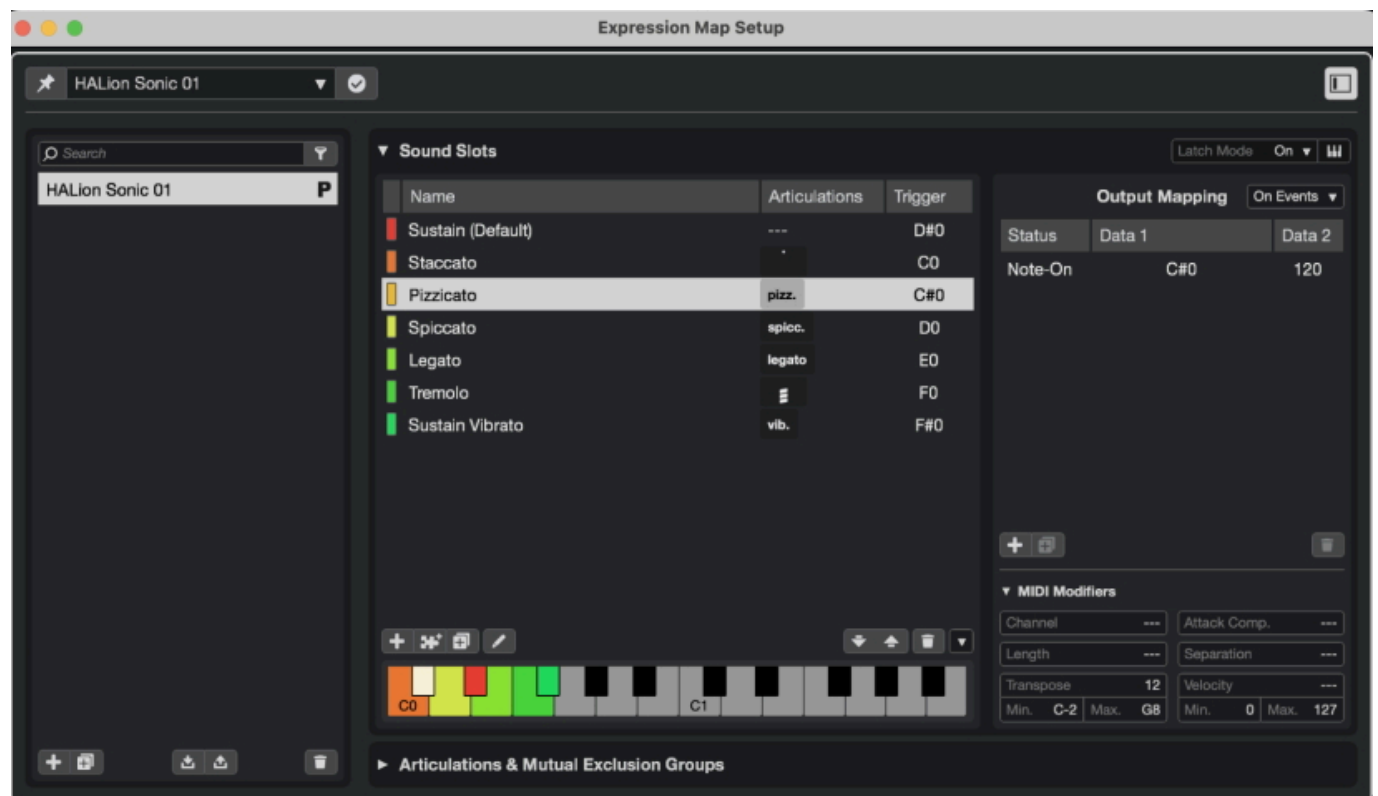 Expression Map Setup
HALion Sonic 01
Search
HALion Sonic 01 P
Sound Slots
Latch Mode On
Name Articulations Trigger
Sustain (Default) --- D#0
Staccato . C0
Pizzicato pizz. C#0
Spiccato spicc. D0
Legato legato E0
Tremolo F0
Sustain Vibrato vib. F#0
C0 C1
Output Mapping On Events
Status Data 1 Data 2
Note-On C#0 120
MIDI Modifiers
Channel --- Attack Comp. ---
Length --- Separation ---
Transpose 12 Velocity ---
Min. C-2 Max. G8 Min. 0 Max. 127
Articulations & Mutual Exclusion Groups